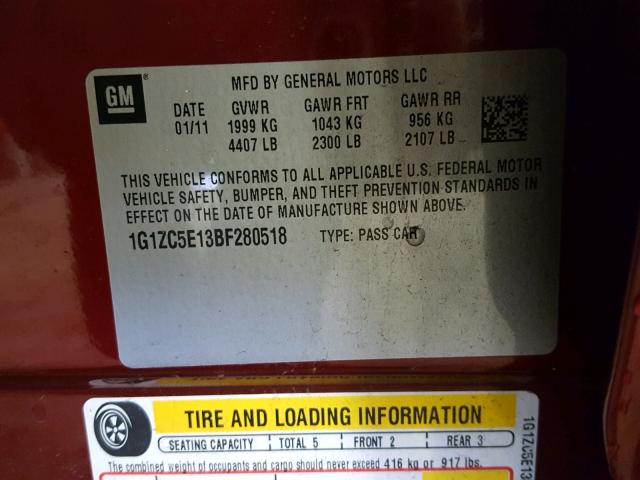 GM ®
MFD BY GENERAL MOTORS LLC
DATE GVWR GAWR FRT GAWR RR
01/11 1999 KG 1043 KG 956 KG
4407 LB 2300 LB 2107 LB
THIS VEHICLE CONFORMS TO ALL APPLICABLE U.S. FEDERAL MOTOR
VEHICLE SAFETY, BUMPER, AND THEFT PREVENTION STANDARDS IN
EFFECT ON THE DATE OF MANUFACTURE SHOWN ABOVE.
1G1ZC5E13BF280518 TYPE: PASS CAR
TIRE AND LOADING INFORMATION
SEATING CAPACITY TOTAL 5 FRONT 2 REAR 3
The combined weight of occupants and cargo should never exceed 416 kg or 917 lbs.
1G1ZC5E13